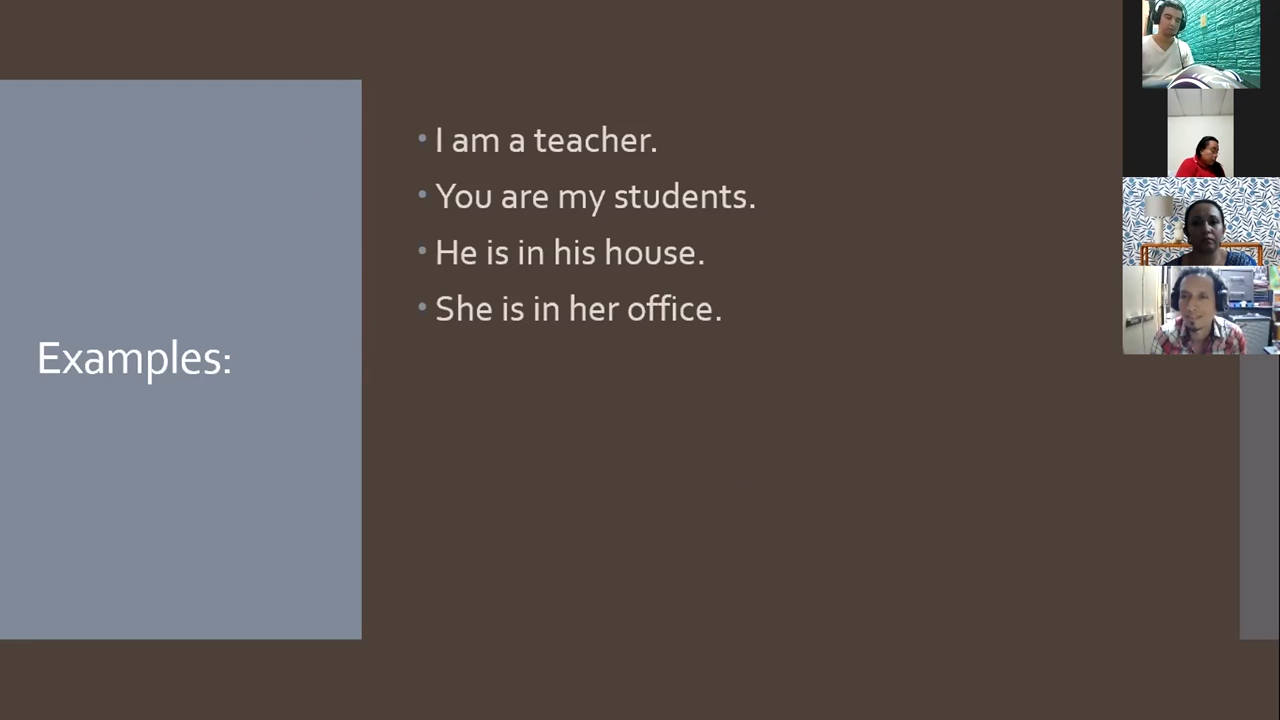 Examples:
• I am a teacher.
• You are my students.
• He is in his house.
• She is in her office.